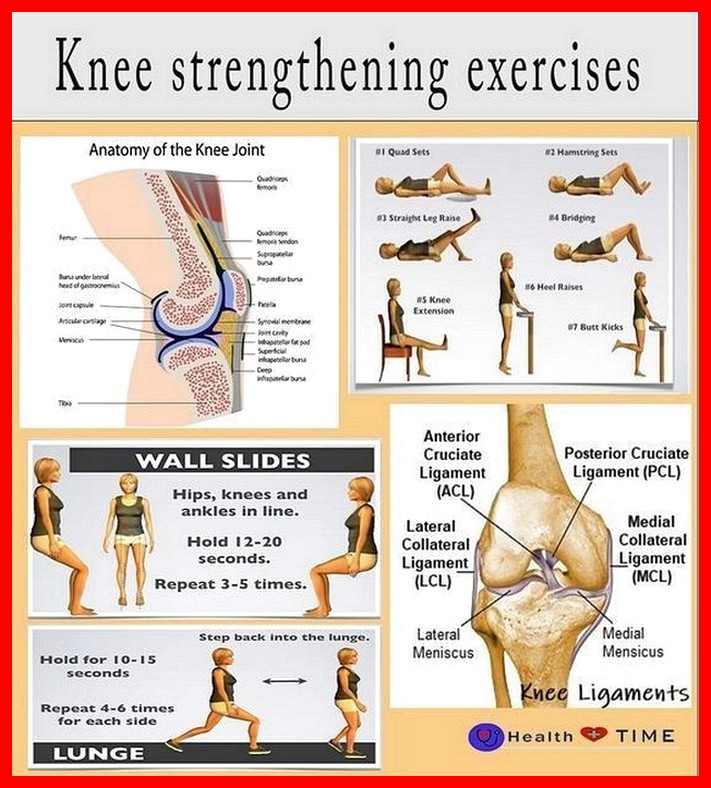 Knee strengthening exercises
Anatomy of the Knee Joint
Quadriceps
femoris
Femur
Quadriceps
femoris tendon
Suprapatellar
bursa
Bursa under lateral
head of gastrocnemius
Prepatellar bursa
Joint capsule
Patella
Articular cartilage
Synovial membrane
Meniscus
Joint cavity
Infrapatellar fat pod
Superficial
infrapatellar bursa
Deep
infrapatellar bursa
Tibia
#1 Quad Sets
#2 Hamstring Sets
#3 Straight Leg Raise
#4 Bridging
#5 Knee
Extension
#6 Heel Raises
#7 Butt Kicks
WALL SLIDES
Hips, knees and
ankles in line.
Hold 12-20
seconds.
Repeat 3-5 times.
Step back into the lunge.
Hold for 10-15
seconds
Repeat 4-6 times
for each side
LUNGE
Anterior
Cruciate
Ligament
(ACL)
Posterior Cruciate
Ligament (PCL)
Lateral
Collateral
Ligament
(LCL)
Medial
Collateral
Ligament
(MCL)
Lateral
Meniscus
Medial
Mensicus
Knee Ligaments
Health TIME